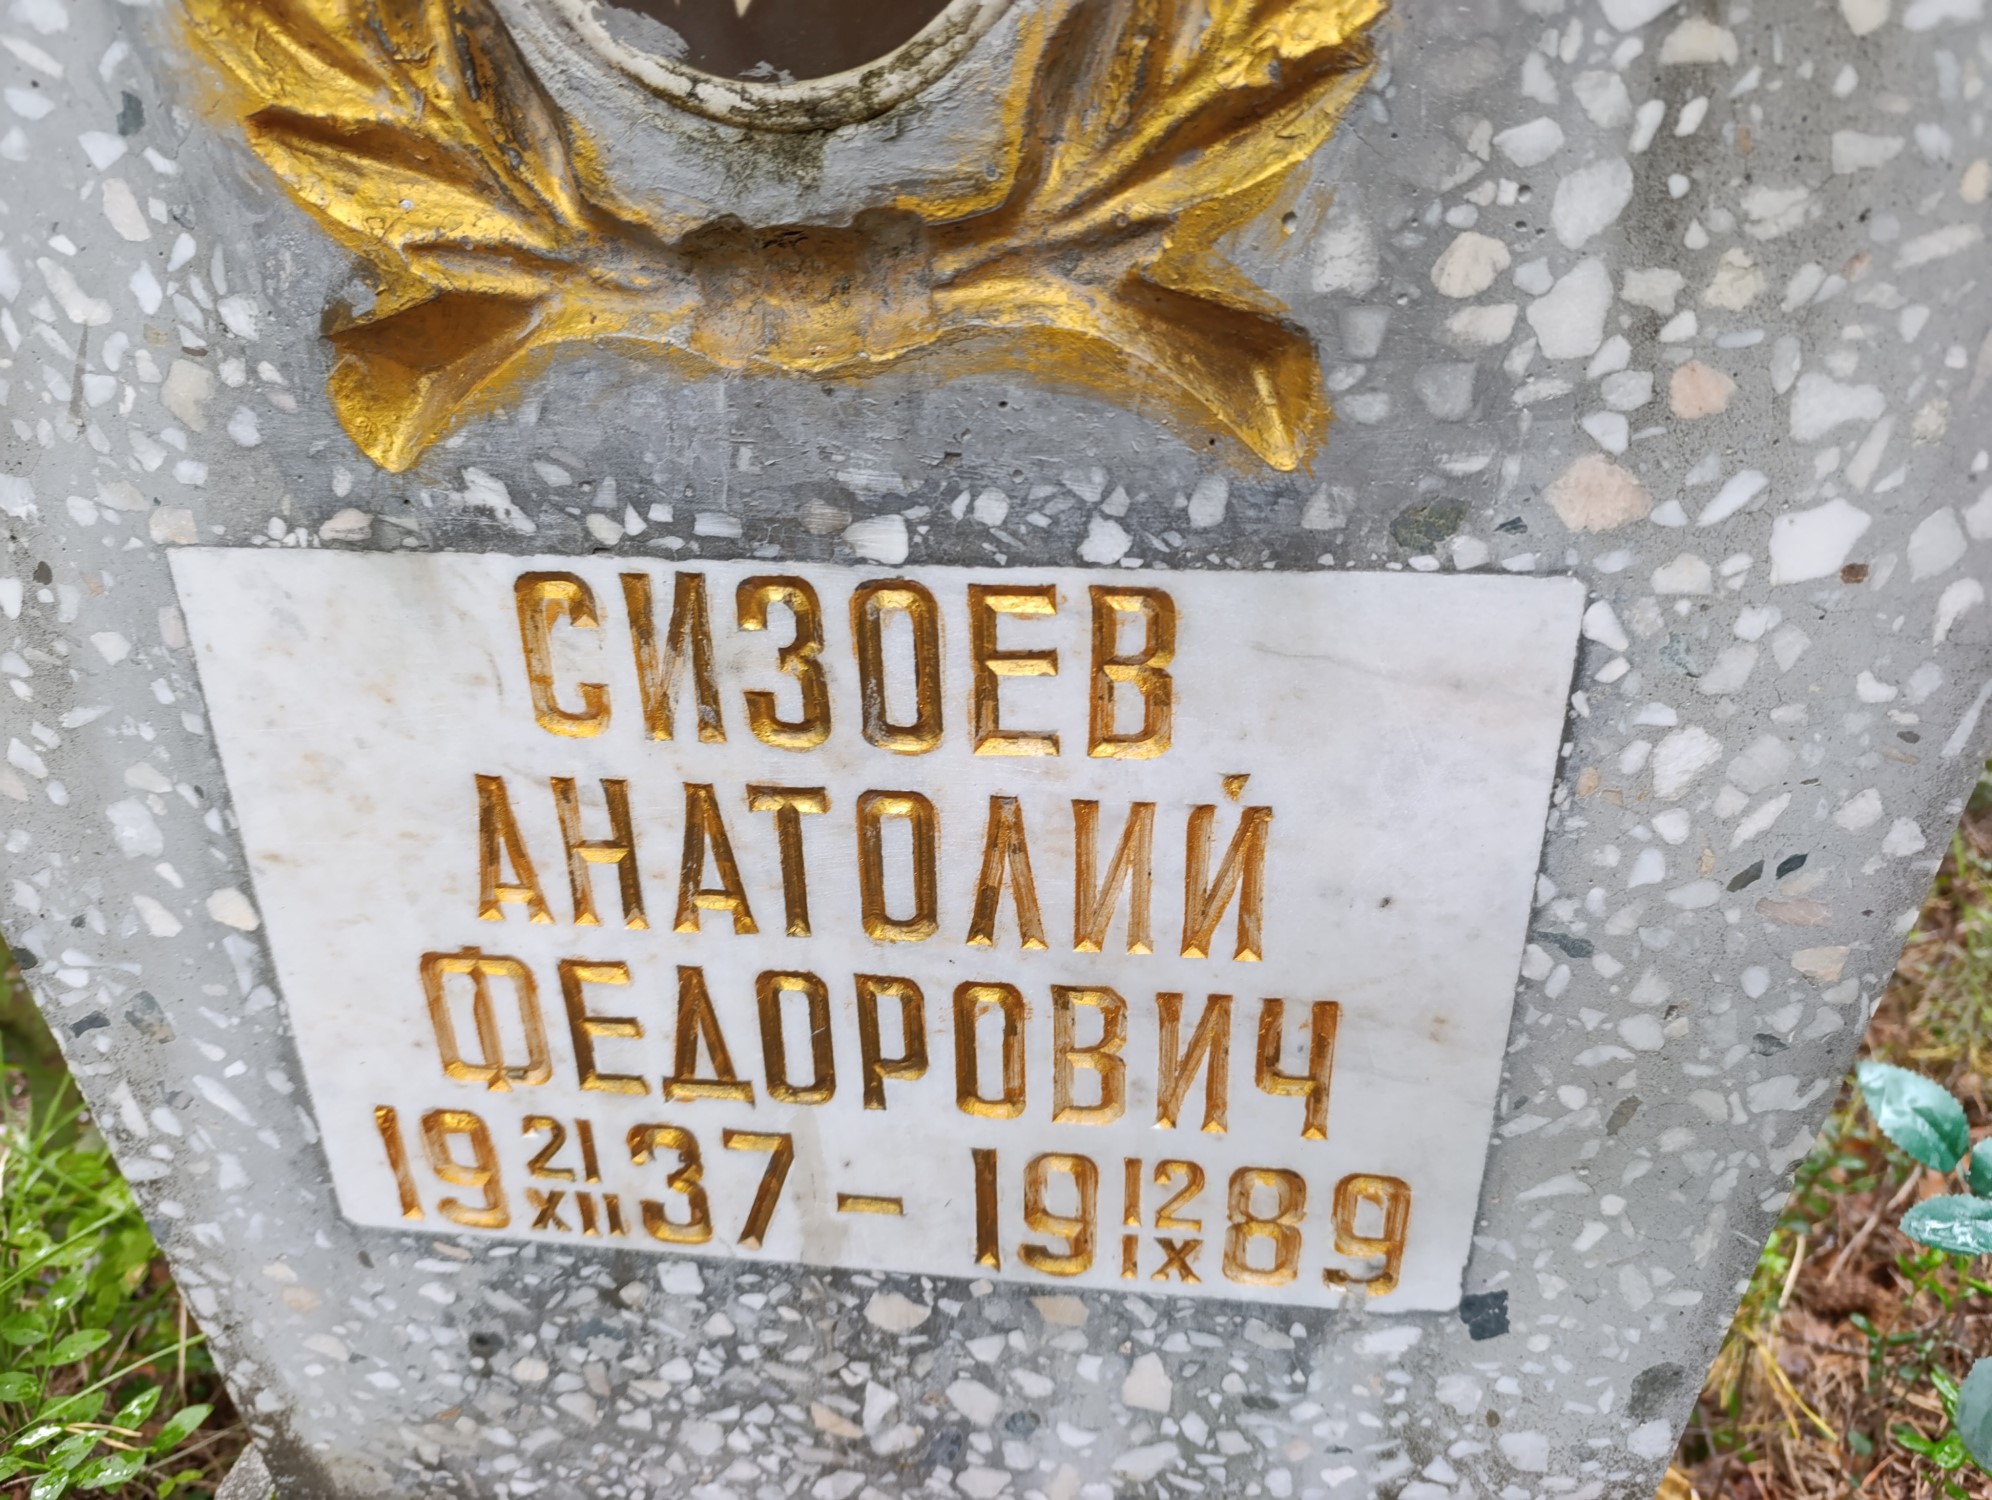 СИЗОЕВ
АНАТОЛИЙ
ФЕДОРОВИЧ
19 21/XII 37 – 19 12/IX 89